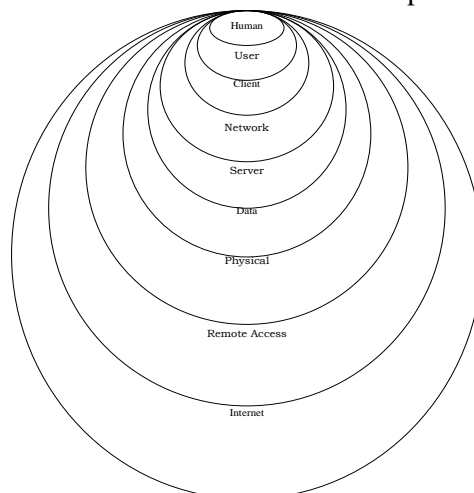 Human
User
Client
Network
Server
Data
Physical
Remote Access
Internet